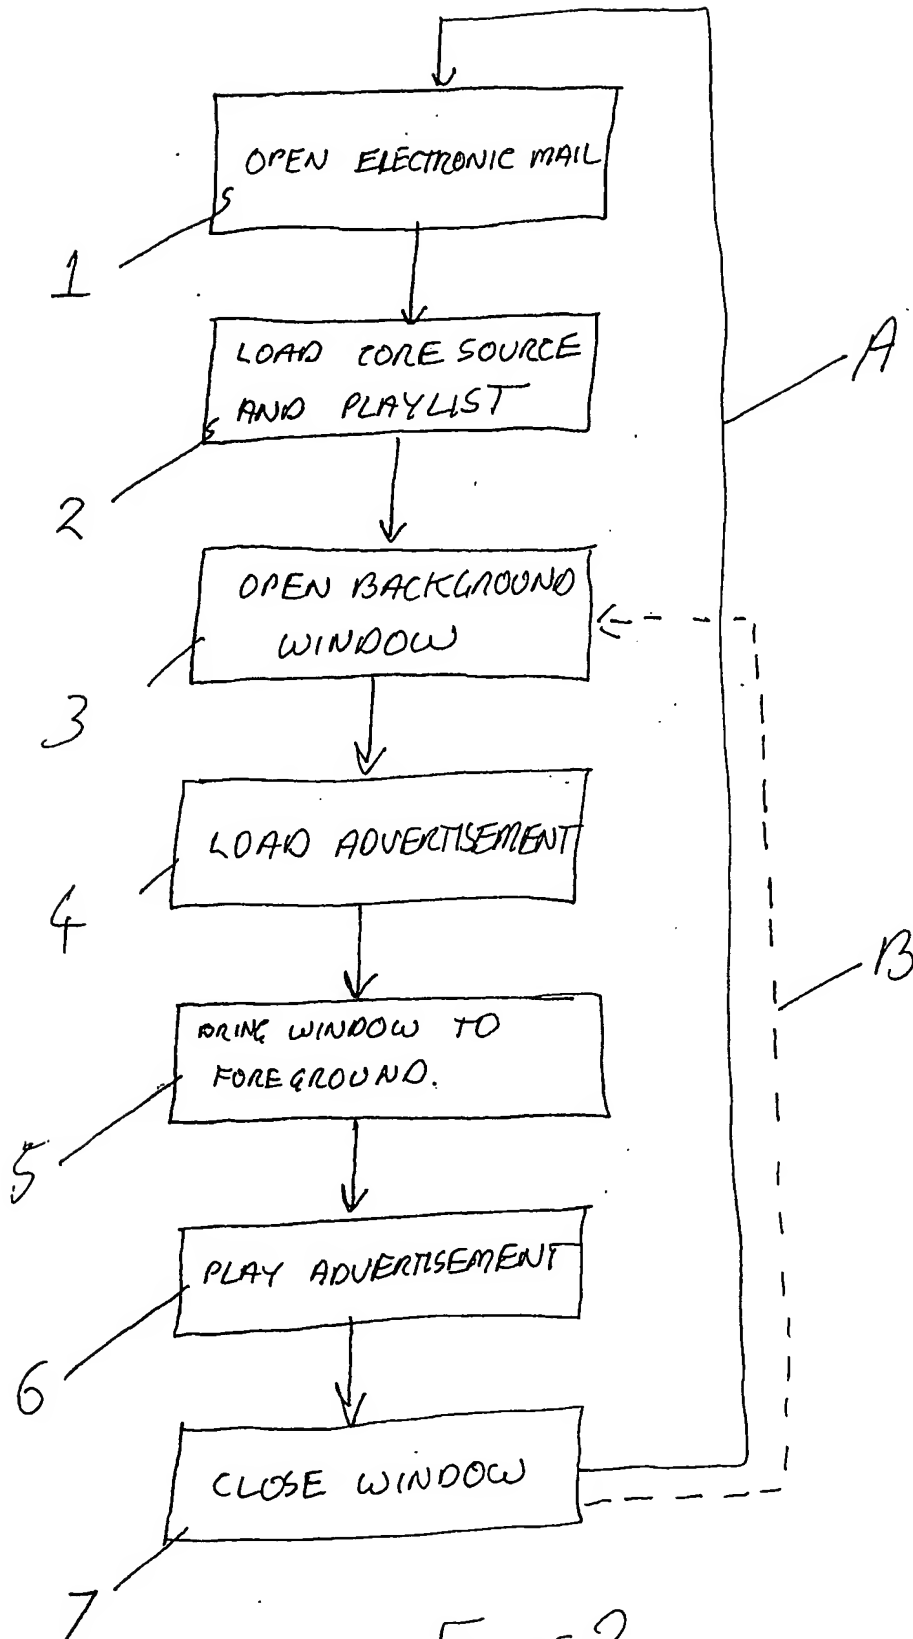 OPEN ELECTRONIC MAIL
1
A
LOAD CORE SOURCE
AND PLAYLIST
2
OPEN BACKGROUND
WINDOW
3
LOAD ADVERTISEMENT
4
B
BRING WINDOW TO
FOREGROUND.
5
PLAY ADVERTISEMENT
6
CLOSE WINDOW
7